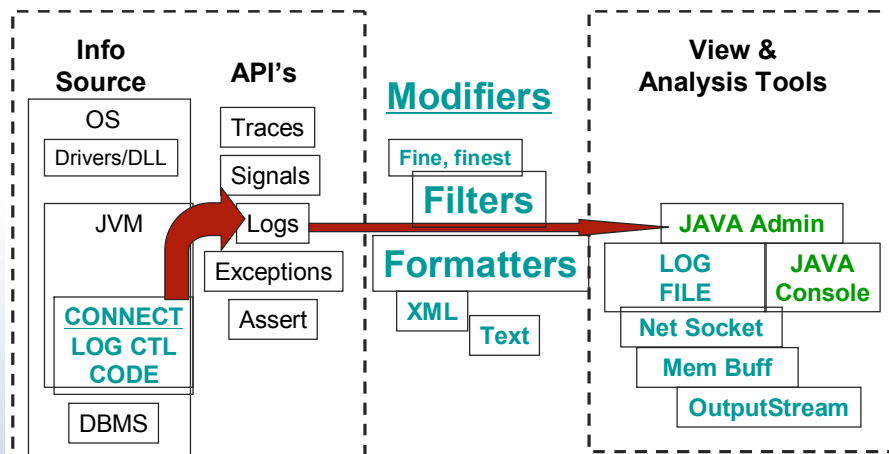 Info
Source
OS
Drivers/DLL
JVM
CONNECT
LOG CTL
CODE
DBMS
API's
Traces
Signals
Logs
Exceptions
Assert
Modifiers
Fine, finest
Filters
Formatters
XML
Text
View &
Analysis Tools
JAVA Admin
LOG
FILE
JAVA
Console
Net Socket
Mem Buff
OutputStream